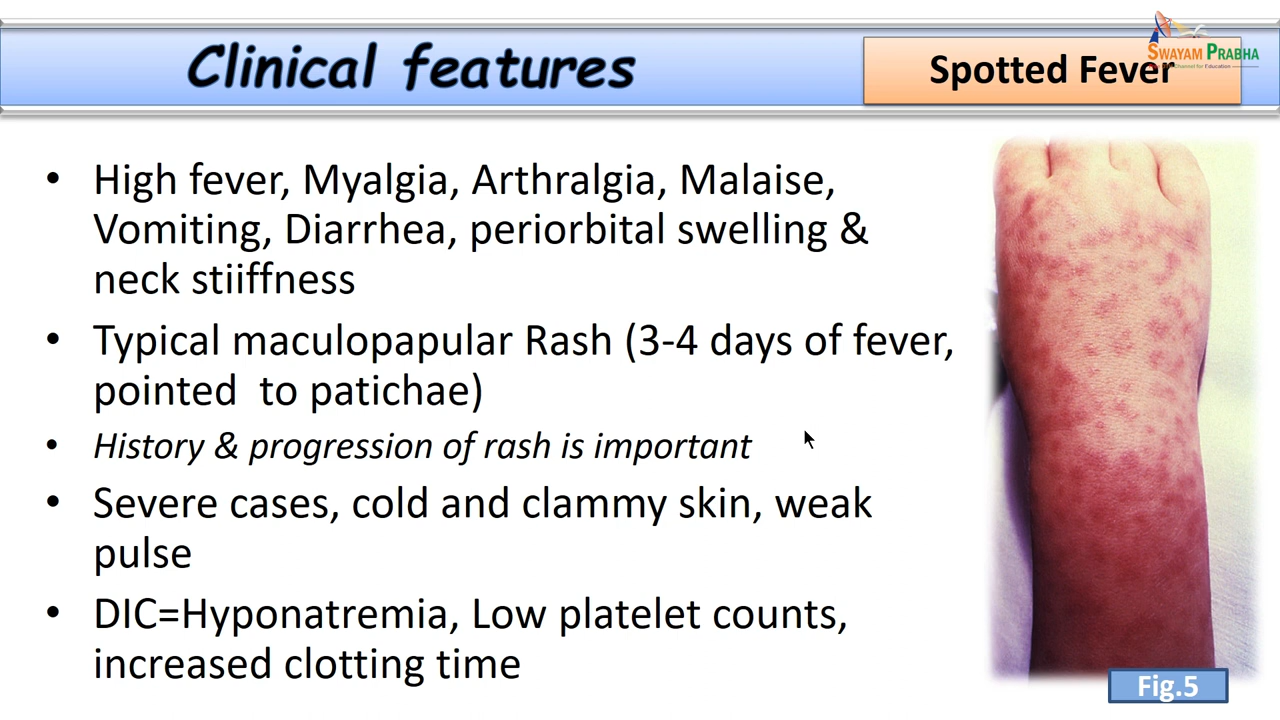 Clinical features
Spotted Fever
SWAYAM PRABHA
• High fever, Myalgia, Arthralgia, Malaise,
Vomiting, Diarrhea, periorbital swelling &
neck stiiffness
• Typical maculopapular Rash (3-4 days of fever,
pointed  to patichae)
• History & progression of rash is important
• Severe cases, cold and clammy skin, weak
pulse
• DIC=Hyponatremia, Low platelet counts,
increased clotting time
Fig.5